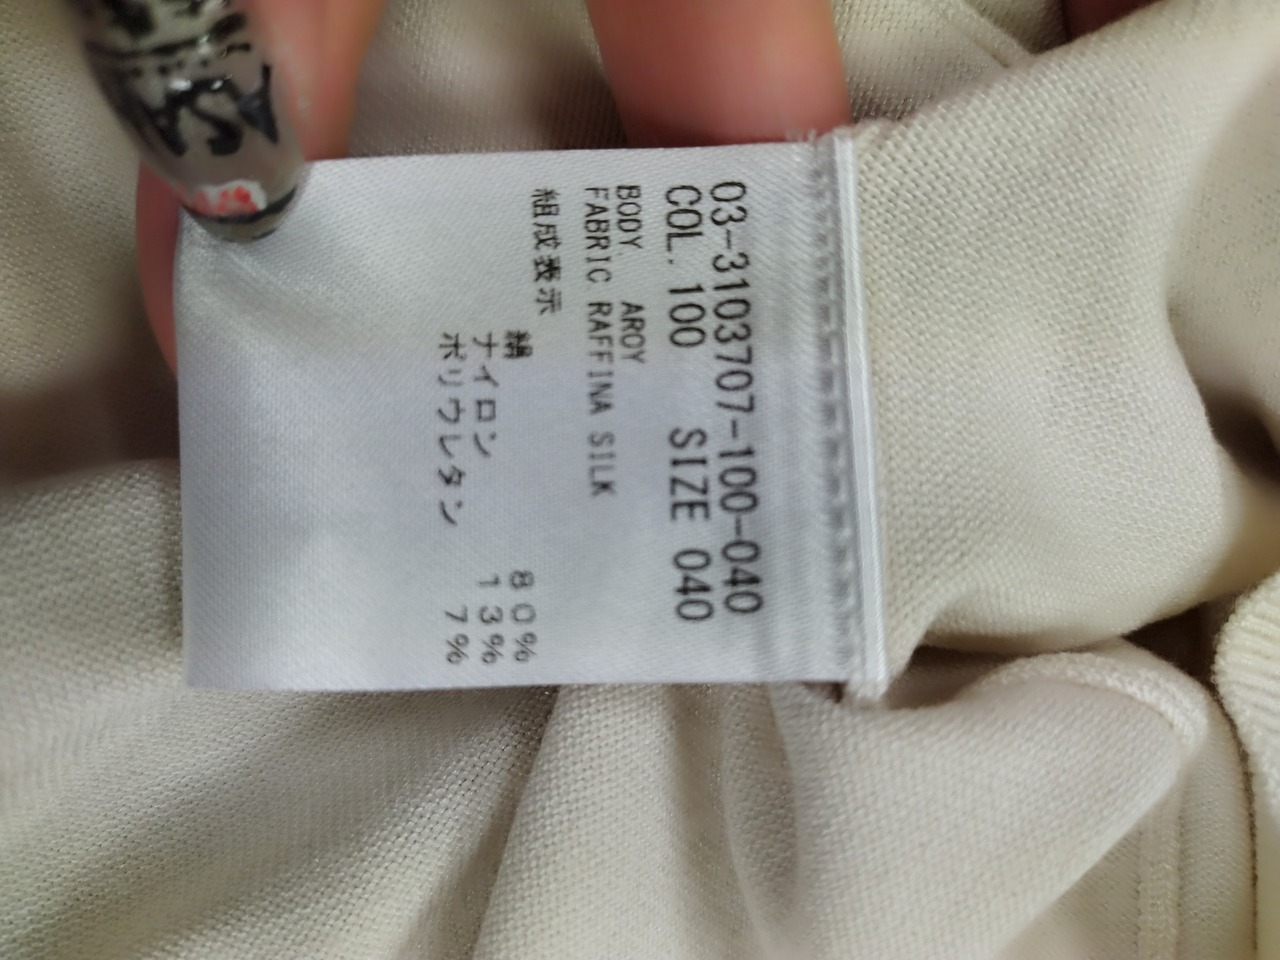 03-3103707-100-040
COL. 100 SIZE 040
BODY. AROY
FABRIC RAFFINA SILK
組成表示
絹 80%
ナイロン 13%
ポリウレタン 7%